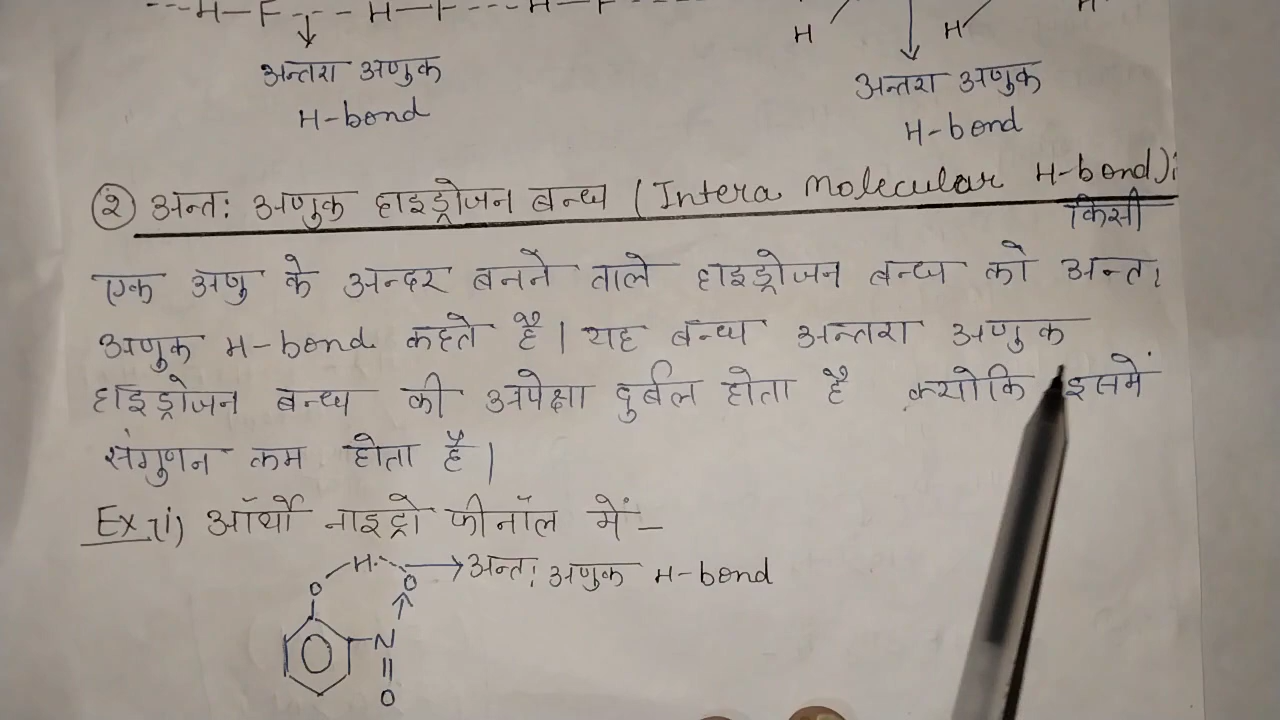 ---H—F---H—F---H—F
H H H
अन्तरा अणुक
H-bond
अन्तरा अणुक
H-bond
② अन्तः अणुक हाइड्रोजन बन्ध (Intera Molecular H-bond):
किसी
एक अणु के अन्दर बनने वाले हाइड्रोजन बन्ध को अन्तः
अणुक H-bond कहते है। यह बन्ध अन्तरा अणुक
हाइड्रोजन बन्ध की अपेक्षा दुर्बल होता है क्योकि इसमें
संगुणन कम होता है।
Ex.(i) ऑर्थो नाइट्रो फीनॉल में –
O—H---O → अन्तः अणुक H-bond
N
O